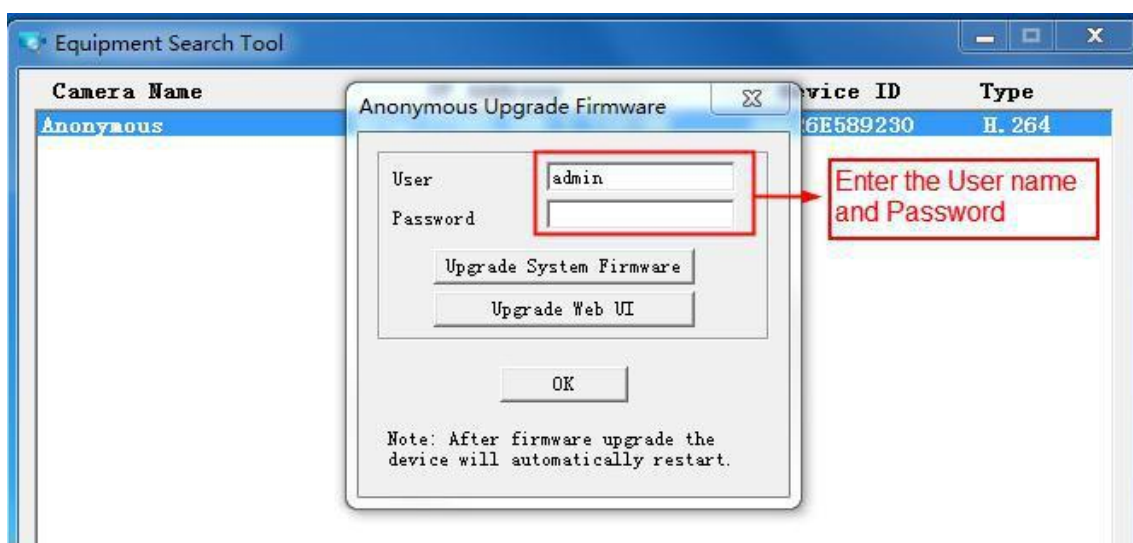 Equipment Search Tool
Camera Name
Device ID
Type
Anonymous
6E589230
H.264
Anonymous Upgrade Firmware
User
admin
Password
Upgrade System Firmware
Upgrade Web UI
OK
Note: After firmware upgrade the
device will automatically restart.
Enter the User name
and Password